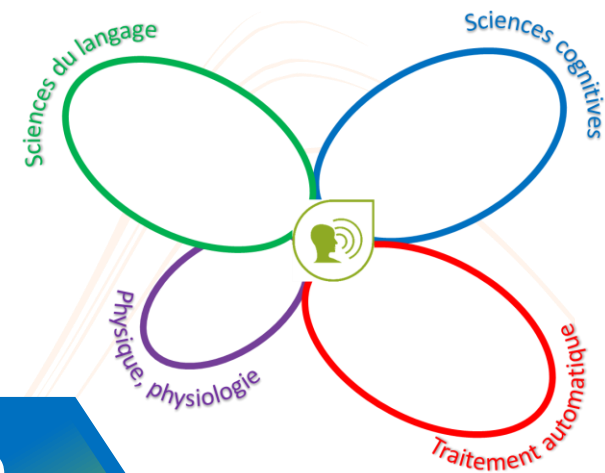 Sciences du langage
Sciences cognitives
Physique, physiologie
Traitement automatique